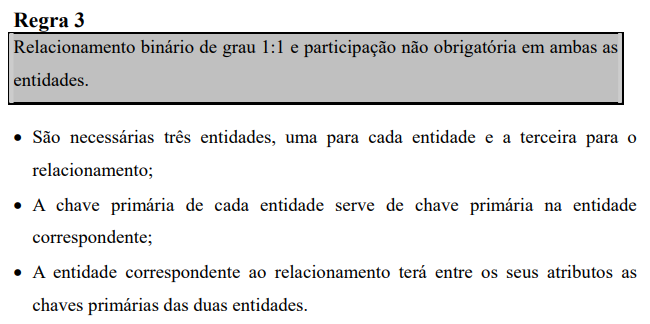 Regra 3
Relacionamento binário de grau 1:1 e participação não obrigatória em ambas as
entidades.
• São necessárias três entidades, uma para cada entidade e a terceira para o
relacionamento;
• A chave primária de cada entidade serve de chave primária na entidade
correspondente;
• A entidade correspondente ao relacionamento terá entre os seus atributos as
chaves primárias das duas entidades.